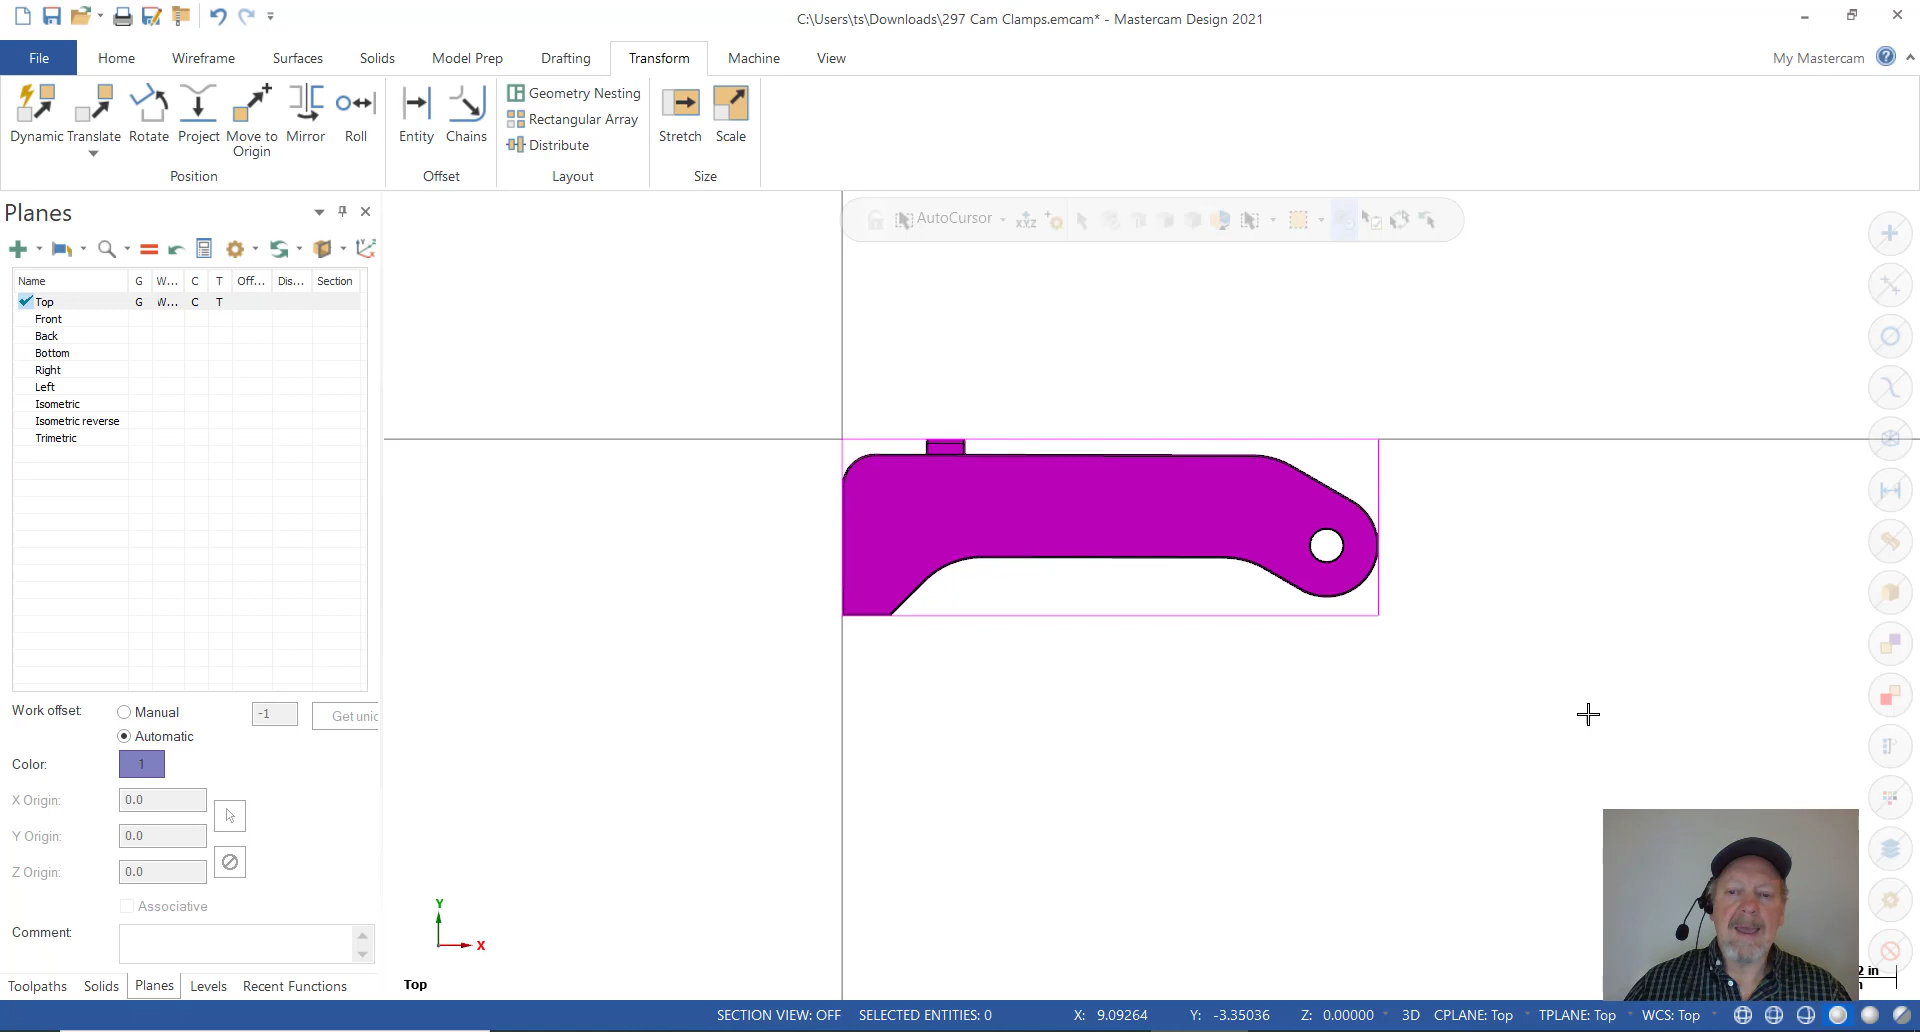 C:\Users\ts\Downloads\297 Cam Clamps.emcam* - Mastercam Design 2021
File Home Wireframe Surfaces Solids Model Prep Drafting Transform Machine View My Mastercam
Dynamic Translate Rotate Project Move to Origin Mirror Roll
Position
Entity Chains
Offset
Geometry Nesting
Rectangular Array
Distribute
Layout
Stretch Scale
Size
Planes
AutoCursor
Name G W... C T Off... Dis... Section
Top G W... C T
Front
Back
Bottom
Right
Left
Isometric
Isometric reverse
Trimetric
Work offset: Manual -1 Get unic
Automatic
Color: 1
X Origin: 0.0
Y Origin: 0.0
Z Origin: 0.0
Associative
Comment:
Toolpaths Solids Planes Levels Recent Functions
Y
X
Top
2 in
SECTION VIEW: OFF SELECTED ENTITIES: 0 X: 9.09264 Y: -3.35036 Z: 0.00000 3D CPLANE: Top TPLANE: Top WCS: Top